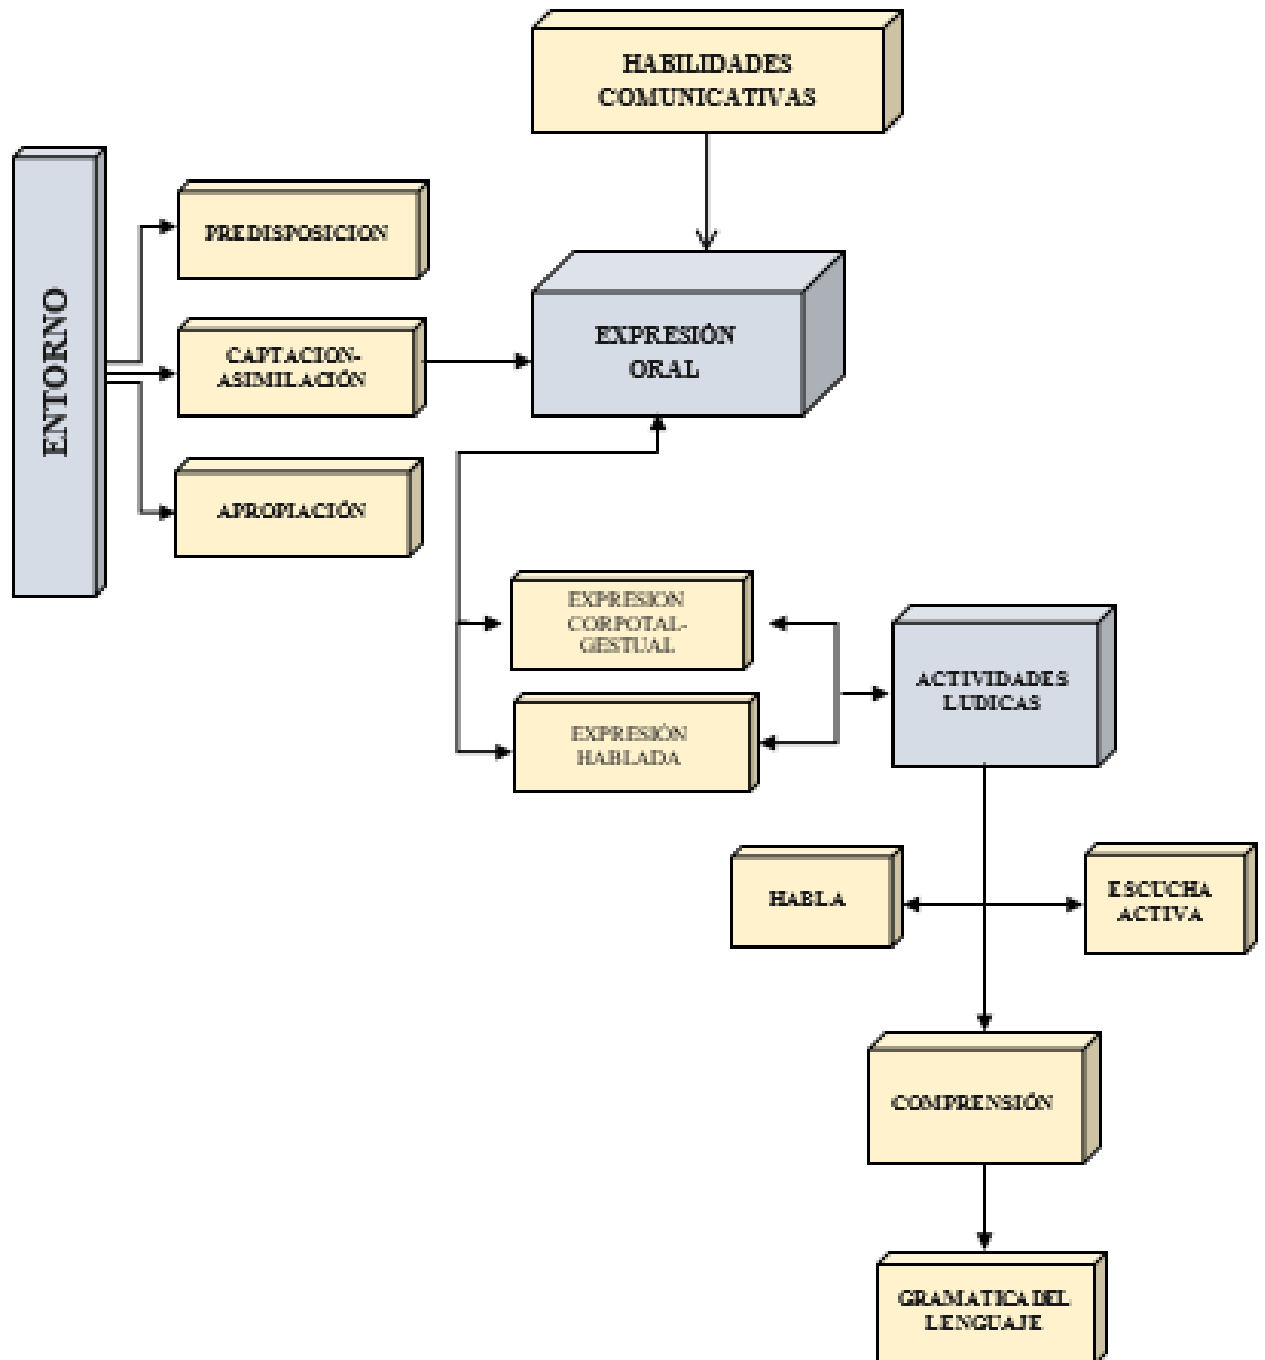 HABILIDADES
COMUNICATIVAS
ENTORNO
PREDISPOSICION
CAPTACION-
ASIMILACIÓN
APROPIACIÓN
EXPRESIÓN
ORAL
EXPRESION
CORPOTAL-
GESTUAL
EXPRESIÓN
HABLADA
ACTIVIDADES
LUDICAS
HABLA
ESCUCHA
ACTIVA
COMPRENSIÓN
GRAMATICA DEL
LENGUAJE